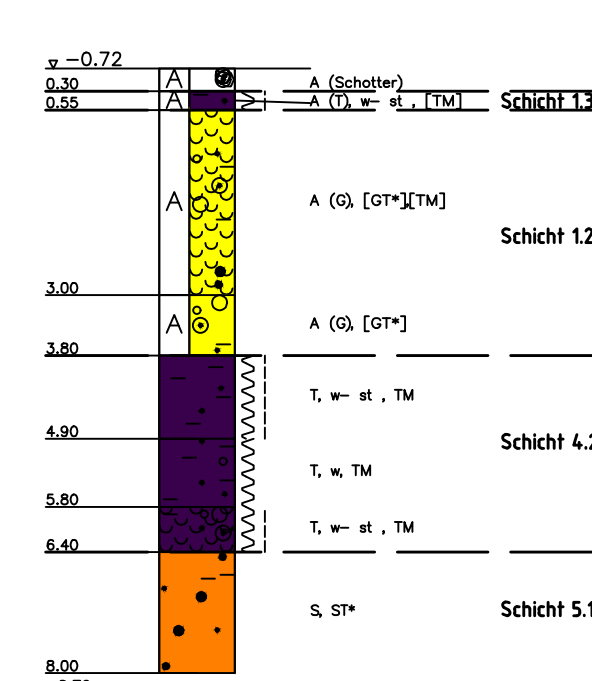 −0.72
A
0.30
A (Schotter)
A
0.55
A (T), w− st , [TM]
Schicht 1.3
A
A (G), [GT*],[TM]
Schicht 1.2
3.00
A
A (G), [GT*]
3.80
T, w− st , TM
4.90
Schicht 4.2
T, w, TM
5.80
T, w− st , TM
6.40
S, ST*
Schicht 5.1
8.00